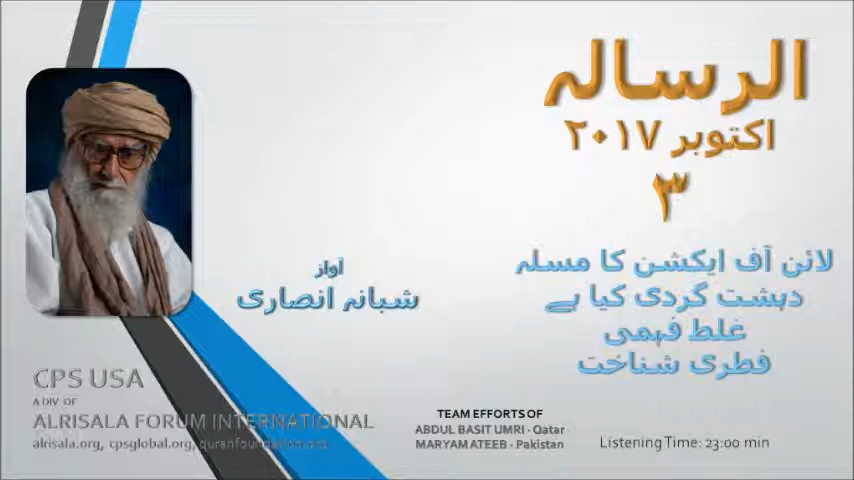 الرسالہ
اکتوبر ۲۰۱۷
۳
لائن آف ایکشن کا مسلہ
دہشت گردی کیا ہے
غلط فہمی
فطری شناخت
آواز
شبانہ انصاری
CPS USA
A DIV. OF
ALRISALA FORUM INTERNATIONAL
alrisala.org, cpsglobal.org, quranfoundation.org
TEAM EFFORTS OF
ABDUL BASIT UMRI - Qatar
MARYAM ATEEB - Pakistan
Listening Time: 23:00 min